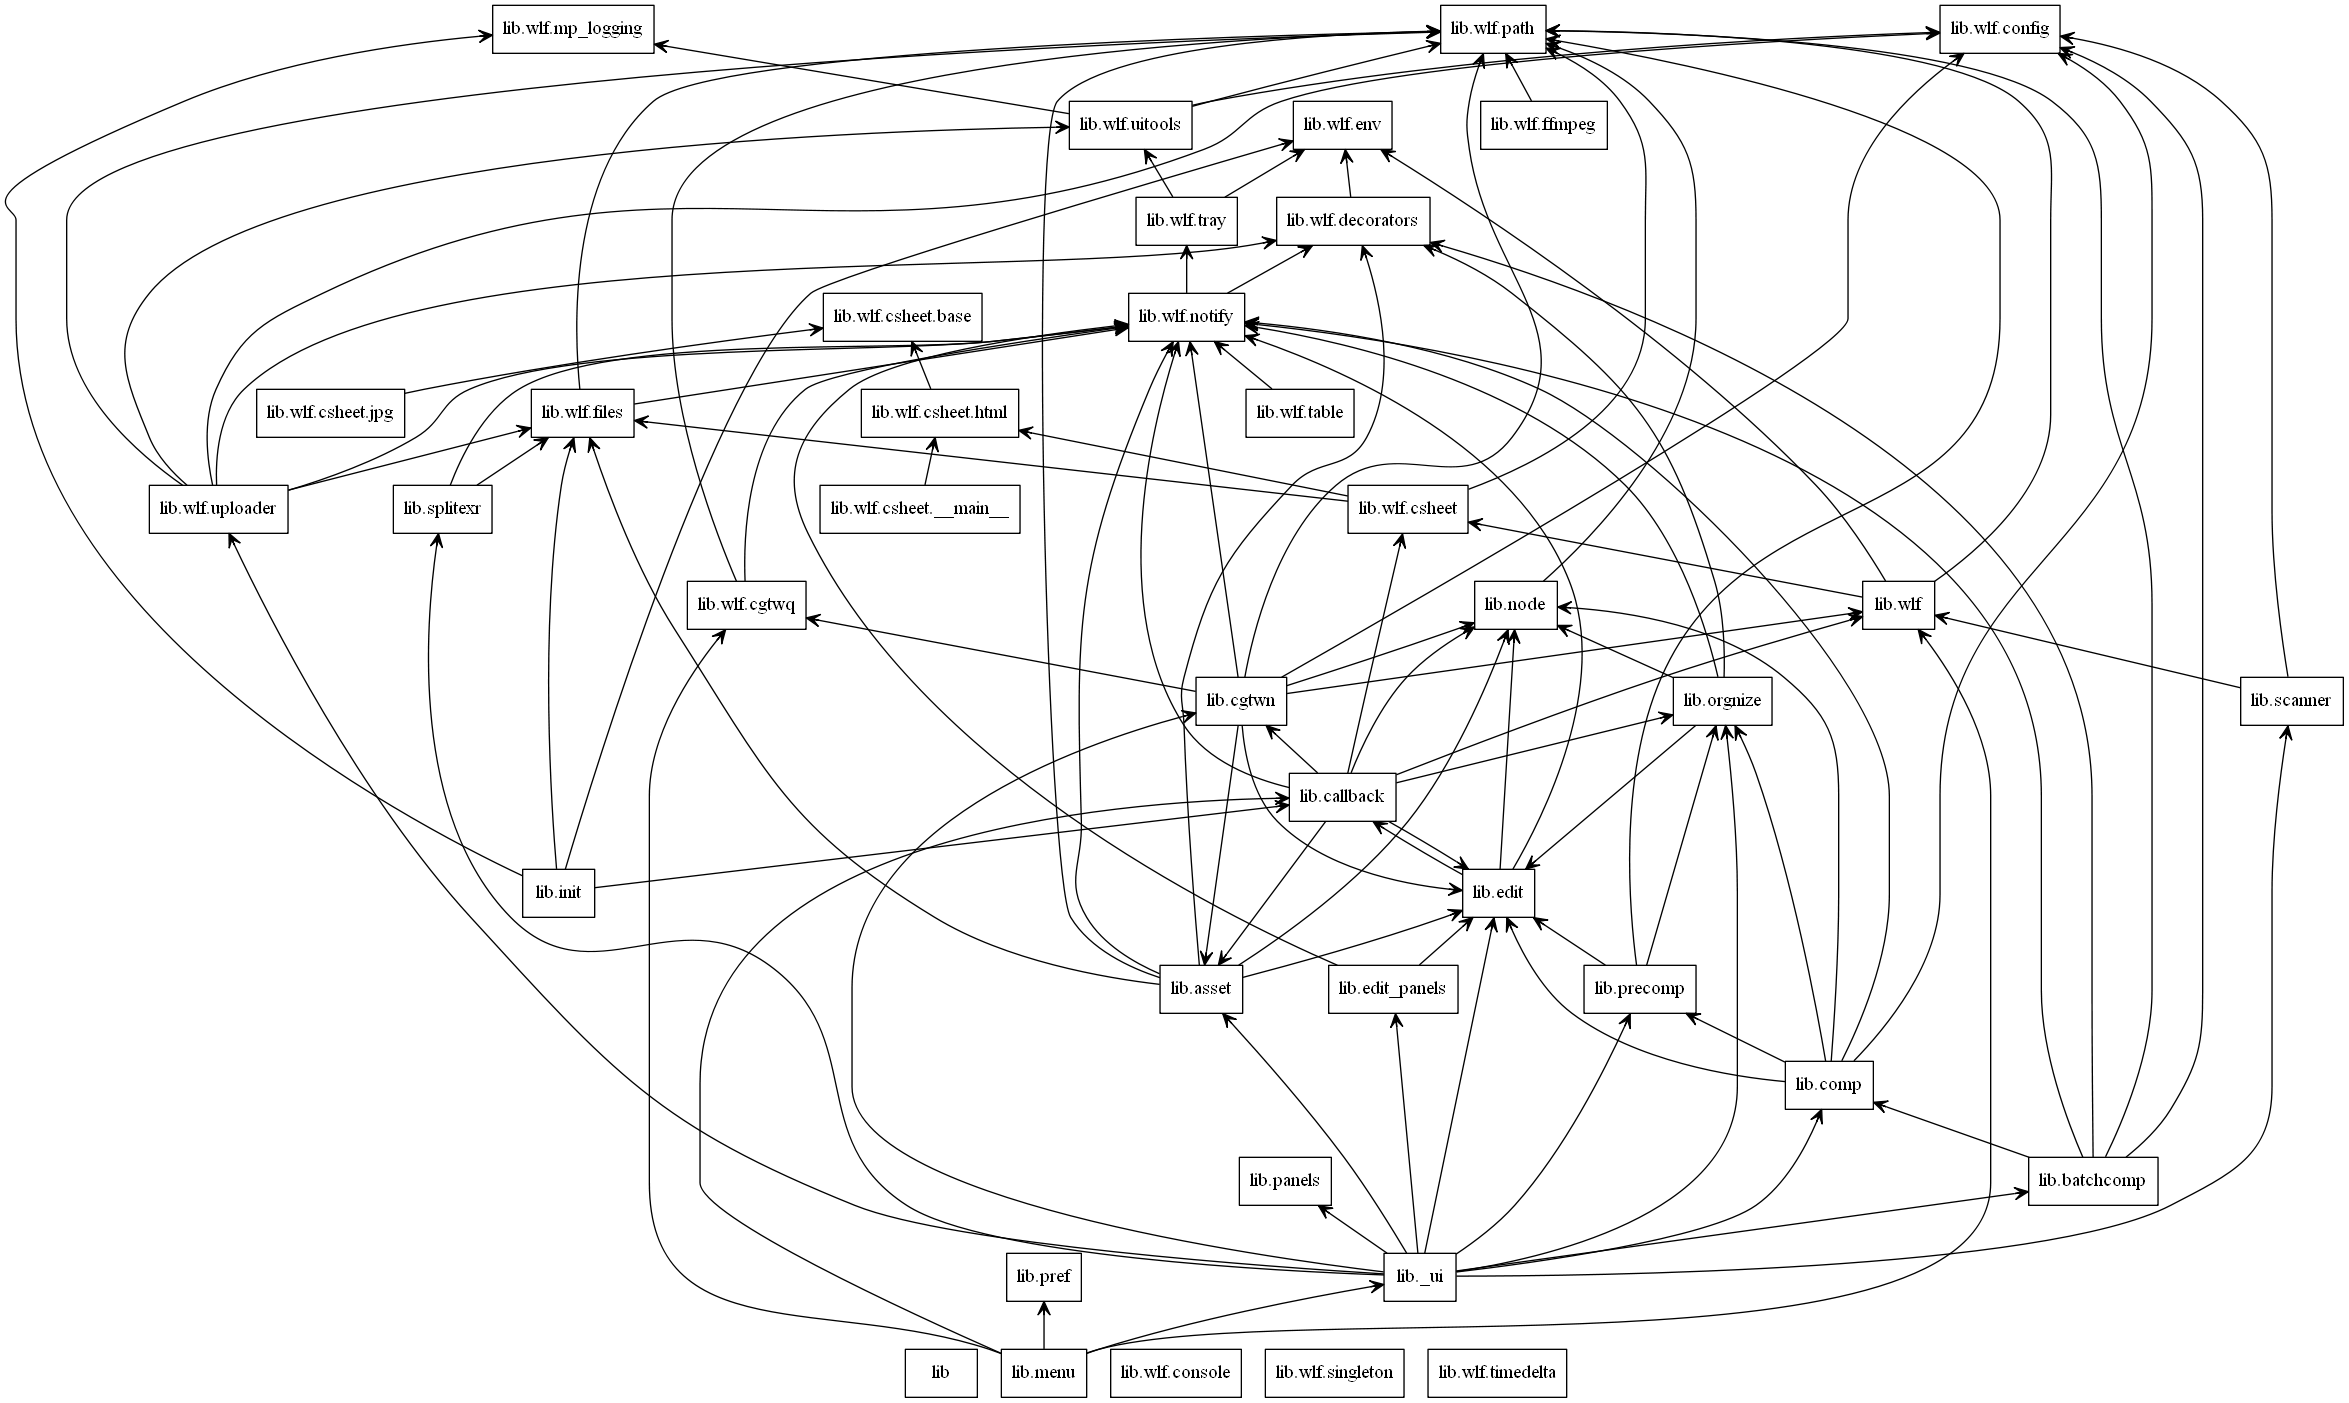 lib.wlf.mp_logging
lib.wlf.path
lib.wlf.config
lib.wlf.uitools
lib.wlf.env
lib.wlf.ffmpeg
lib.wlf.tray
lib.wlf.decorators
lib.wlf.csheet.base
lib.wlf.notify
lib.wlf.csheet.jpg
lib.wlf.files
lib.wlf.csheet.html
lib.wlf.table
lib.wlf.uploader
lib.splitexr
lib.wlf.csheet.__main__
lib.wlf.csheet
lib.wlf.cgtwq
lib.node
lib.wlf
lib.cgtwn
lib.orgnize
lib.scanner
lib.callback
lib.init
lib.edit
lib.asset
lib.edit_panels
lib.precomp
lib.comp
lib.panels
lib.batchcomp
lib.pref
lib._ui
lib
lib.menu
lib.wlf.console
lib.wlf.singleton
lib.wlf.timedelta